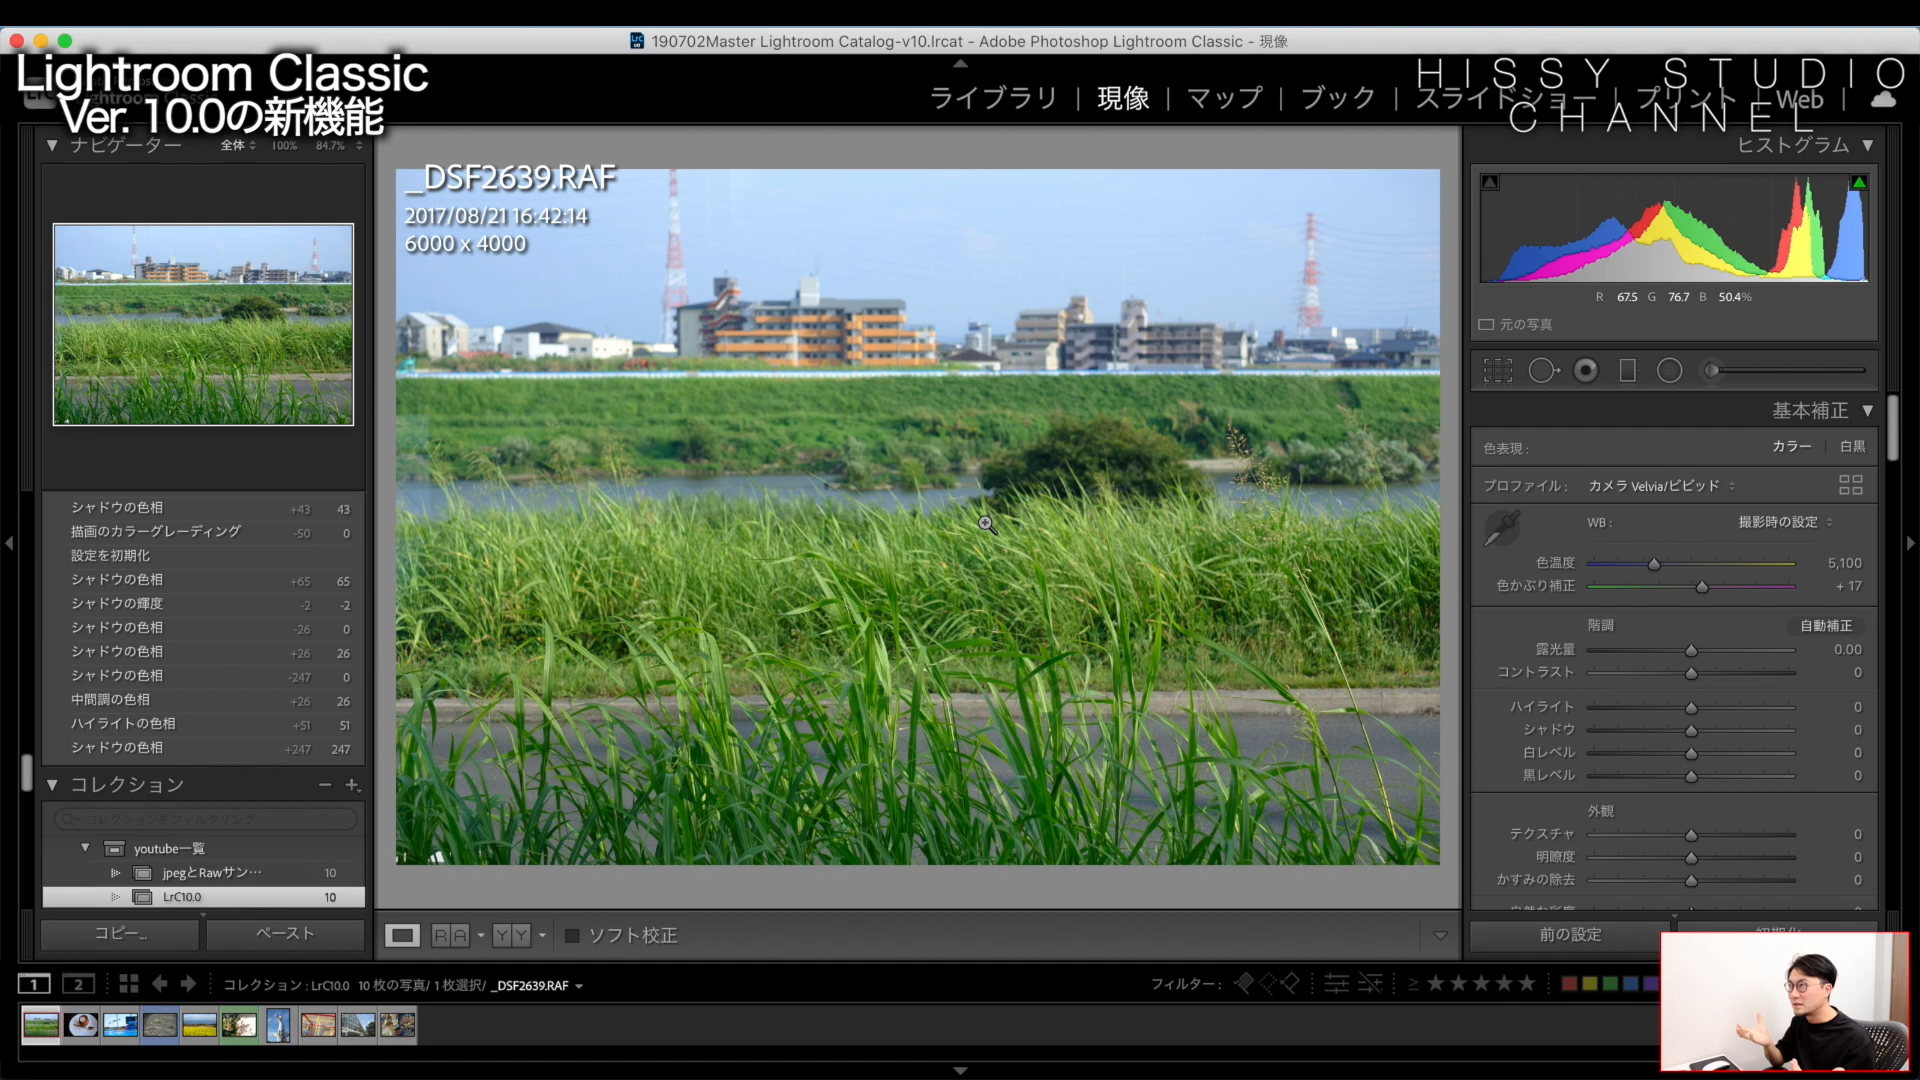 190702Master Lightroom Catalog-v10.lrcat - Adobe Photoshop Lightroom Classic - 現像
Lightroom Classic
Ver. 10.0の新機能
ライブラリ | 現像 | マップ | ブック | スライドショー | プリント | Web |
HISSY STUDIO
CHANNEL
ナビゲーター 全体 100% 84.7%
_DSF2639.RAF
2017/08/21 16:42:14
6000 x 4000
シャドウの色相 +43 43
描画のカラーグレーディング -50 0
設定を初期化
シャドウの色相 +65 65
シャドウの輝度 -2 -2
シャドウの色相 -26 0
シャドウの色相 +26 26
シャドウの色相 -247 0
中間調の色相 +26 26
ハイライトの色相 +51 51
シャドウの色相 +247 247
コレクション
コレクションをフィルタリング
youtube一覧
jpegとRawサン… 10
LrC10.0 10
コピー... ペースト
RA YY ソフト校正
ヒストグラム
R 67.5 G 76.7 B 50.4%
元の写真
基本補正
色表現 : カラー 白黒
プロファイル : カメラ Velvia/ビビッド
WB : 撮影時の設定
色温度 5,100
色かぶり補正 + 17
階調 自動補正
露光量 0.00
コントラスト 0
ハイライト 0
シャドウ 0
白レベル 0
黒レベル 0
外観
テクスチャ 0
明瞭度 0
かすみの除去 0
前の設定
1 2 コレクション : LrC10.0 10 枚の写真/ 1 枚選択/ _DSF2639.RAF フィルター : ≥ ★★★★★